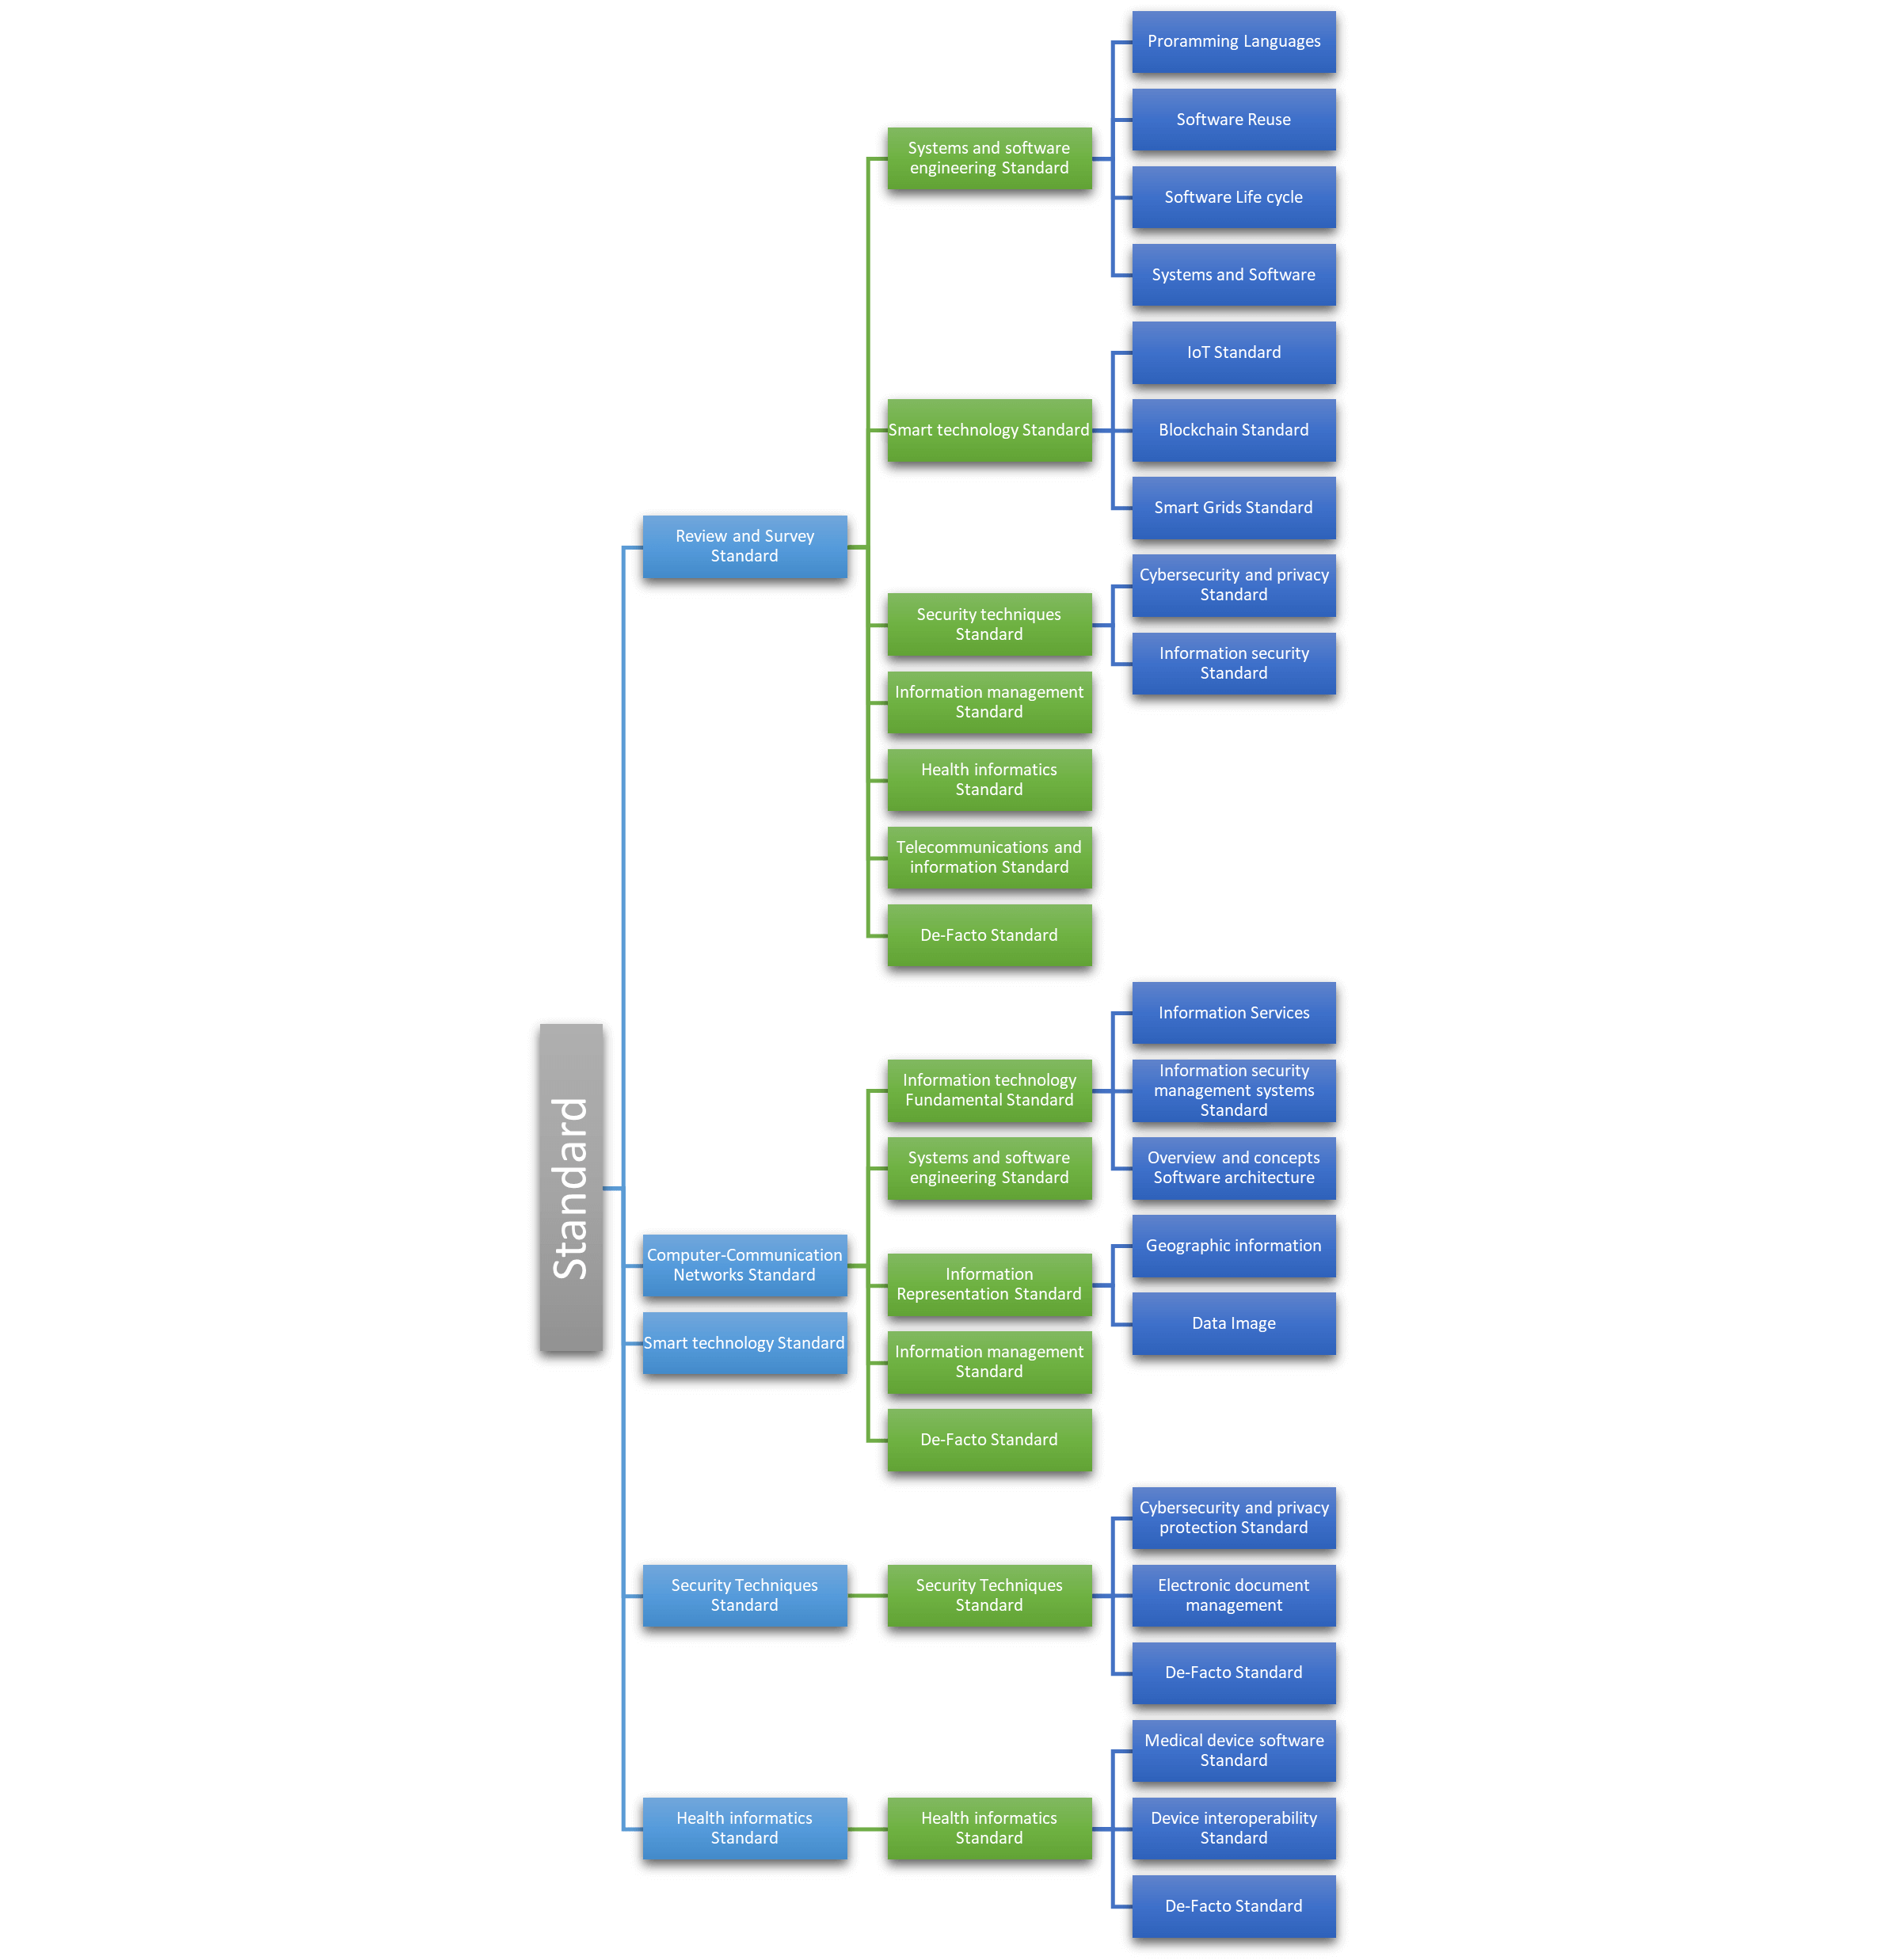 Standard
Review and Survey
Standard
Systems and software
engineering Standard
Proramming Languages
Software Reuse
Software Life cycle
Systems and Software
Smart technology Standard
IoT Standard
Blockchain Standard
Smart Grids Standard
Security techniques
Standard
Cybersecurity and privacy
Standard
Information security
Standard
Information management
Standard
Health informatics
Standard
Telecommunications and
information Standard
De-Facto Standard
Computer-Communication
Networks Standard
Information technology
Fundamental Standard
Information Services
Information security
management systems
Standard
Overview and concepts
Software architecture
Systems and software
engineering Standard
Information
Representation Standard
Geographic information
Data Image
Information management
Standard
De-Facto Standard
Smart technology Standard
Security Techniques
Standard
Security Techniques
Standard
Cybersecurity and privacy
protection Standard
Electronic document
management
De-Facto Standard
Health informatics
Standard
Health informatics
Standard
Medical device software
Standard
Device interoperability
Standard
De-Facto Standard